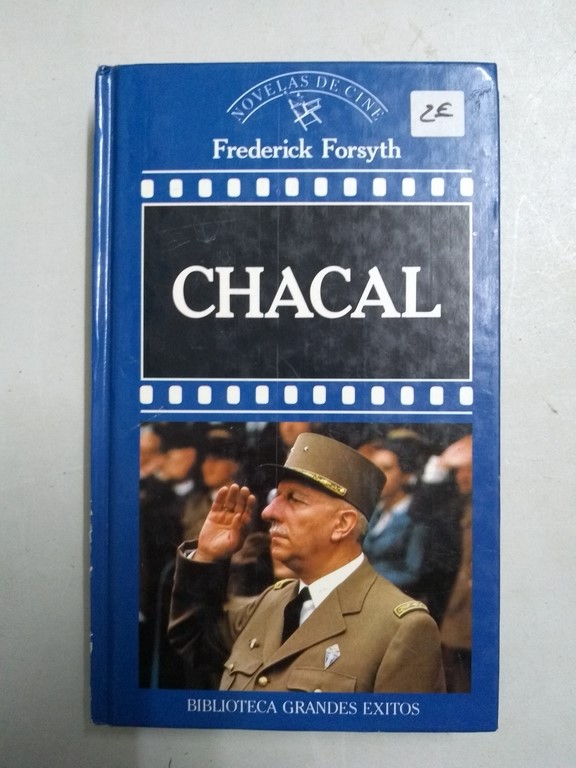 NOVELAS DE CINE
2€
Frederick Forsyth
CHACAL
BIBLIOTECA GRANDES EXITOS